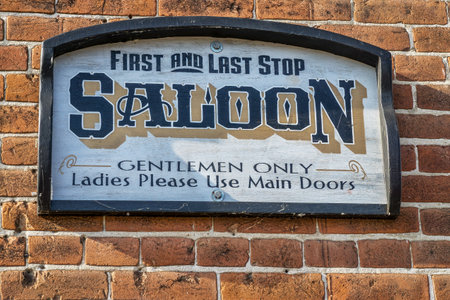 First and Last Stop
SALOON
GENTLEMEN ONLY
Ladies Please Use Main Doors